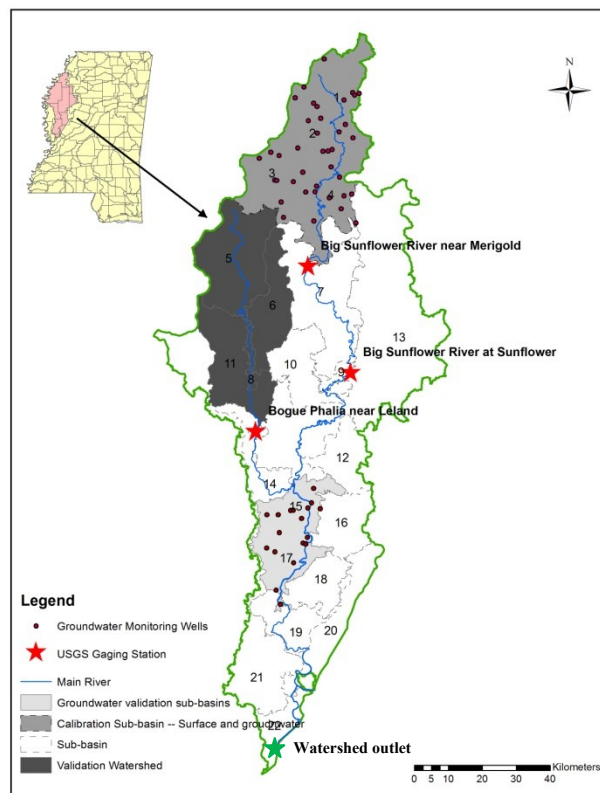 N
1
2
3
4
Big Sunflower River near Merigold
5
7
6
13
Big Sunflower River at Sunflower
11
10
9
8
Bogue Phalia near Leland
12
14
15
16
17
18
Legend
Groundwater Monitoring Wells
USGS Gaging Station
Main River
Groundwater validation sub-basins
Calibration Sub-basin -- Surface and groundwater
Sub-basin
Validation Watershed
19
20
21
22
Watershed outlet
Kilometers
0 5 10 20 30 40